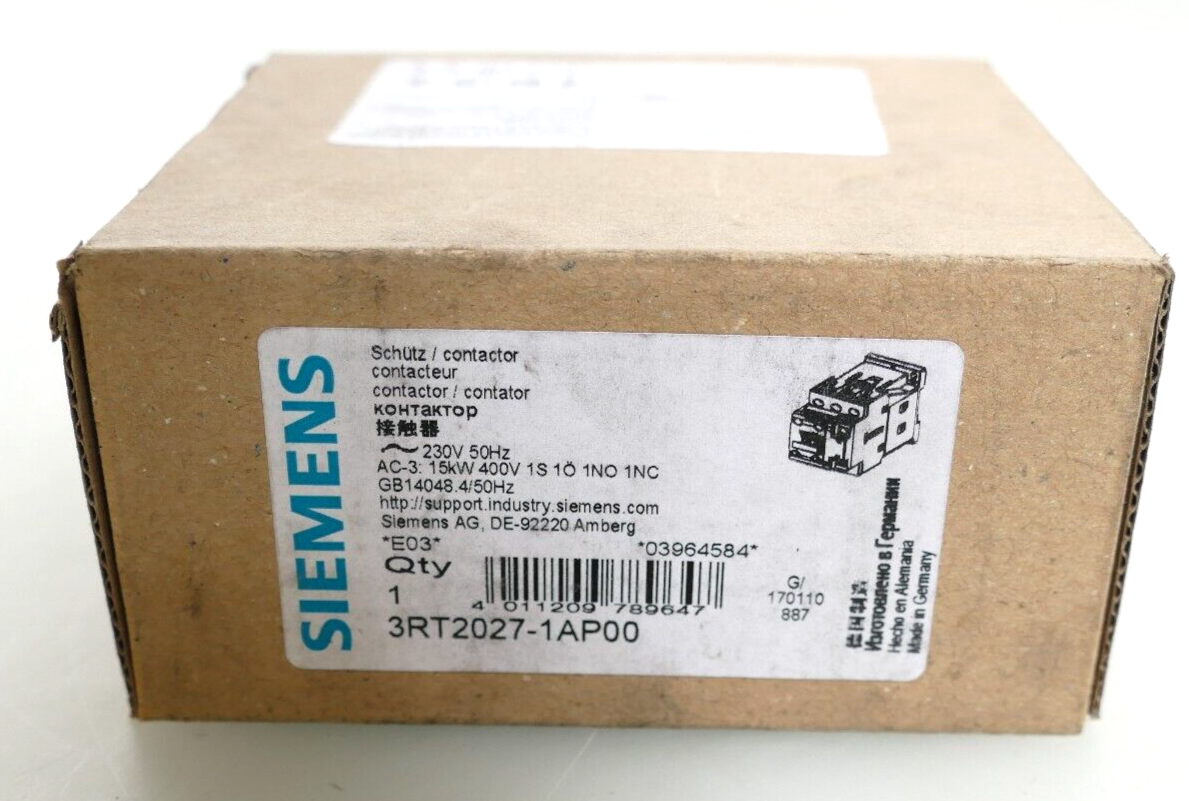 SIEMENS
Schütz / contactor
contacteur
contactor / contator
контактор
接触器
~ 230V 50Hz
AC-3: 15kW 400V 1S 1Ö 1NO 1NC
GB14048.4/50Hz
http://support.industry.siemens.com
Siemens AG, DE-92220 Amberg
*E03* *03964584*
Qty
1
4 011209 789647
3RT2027-1AP00
G/
170110
887
德国制造
Изготовлено в Германии
Hecho en Alemania
Made in Germany